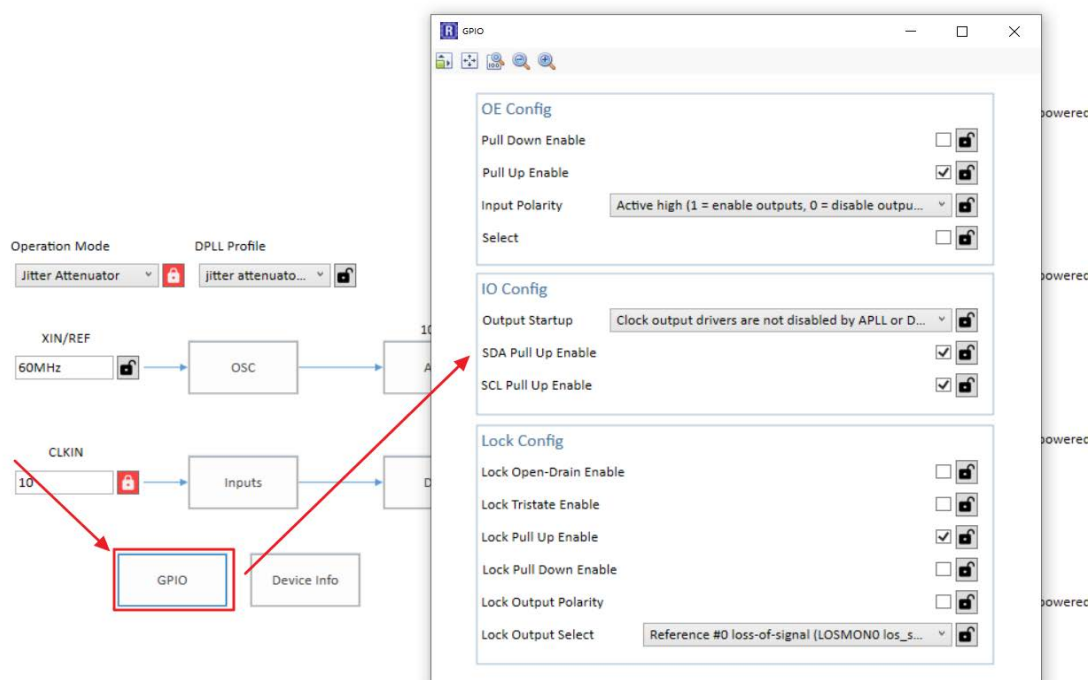 GPIO
OE Config
Pull Down Enable
Pull Up Enable
Input Polarity Active high (1 = enable outputs, 0 = disable outpu...
Select
IO Config
Output Startup Clock output drivers are not disabled by APLL or D...
SDA Pull Up Enable
SCL Pull Up Enable
Lock Config
Lock Open-Drain Enable
Lock Tristate Enable
Lock Pull Up Enable
Lock Pull Down Enable
Lock Output Polarity
Lock Output Select Reference #0 loss-of-signal (LOSMON0 los_s...
Operation Mode DPLL Profile
Jitter Attenuator jitter attenuato...
XIN/REF
60MHz OSC
10
A
CLKIN
10 Inputs
D
GPIO Device Info
powered
powered
powered
powered